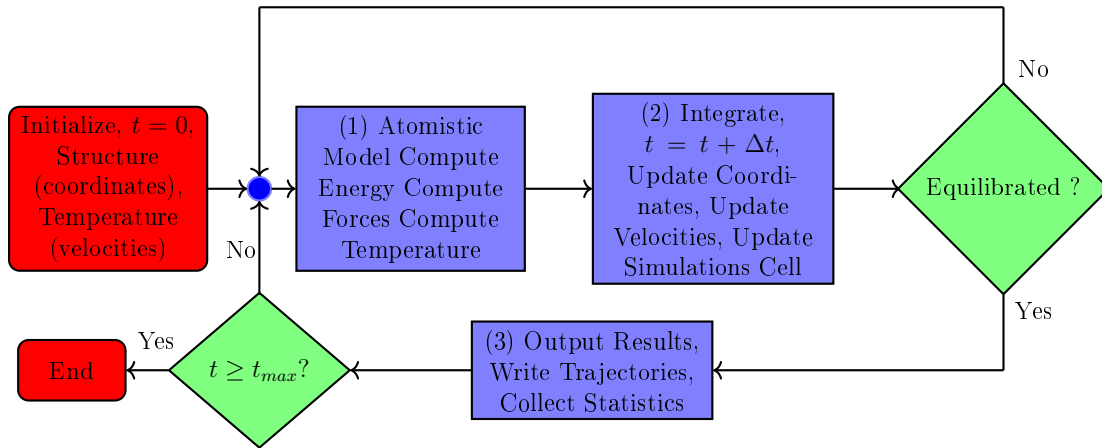 No
Initialize, t = 0,
Structure
(coordinates),
Temperature
(velocities)
(1) Atomistic
Model Compute
Energy Compute
Forces Compute
Temperature
(2) Integrate,
t = t + Δt,
Update Coordi-
nates, Update
Velocities, Update
Simulations Cell
Equilibrated ?
No
Yes
Yes
End
t ≥ t_{max}?
(3) Output Results,
Write Trajectories,
Collect Statistics